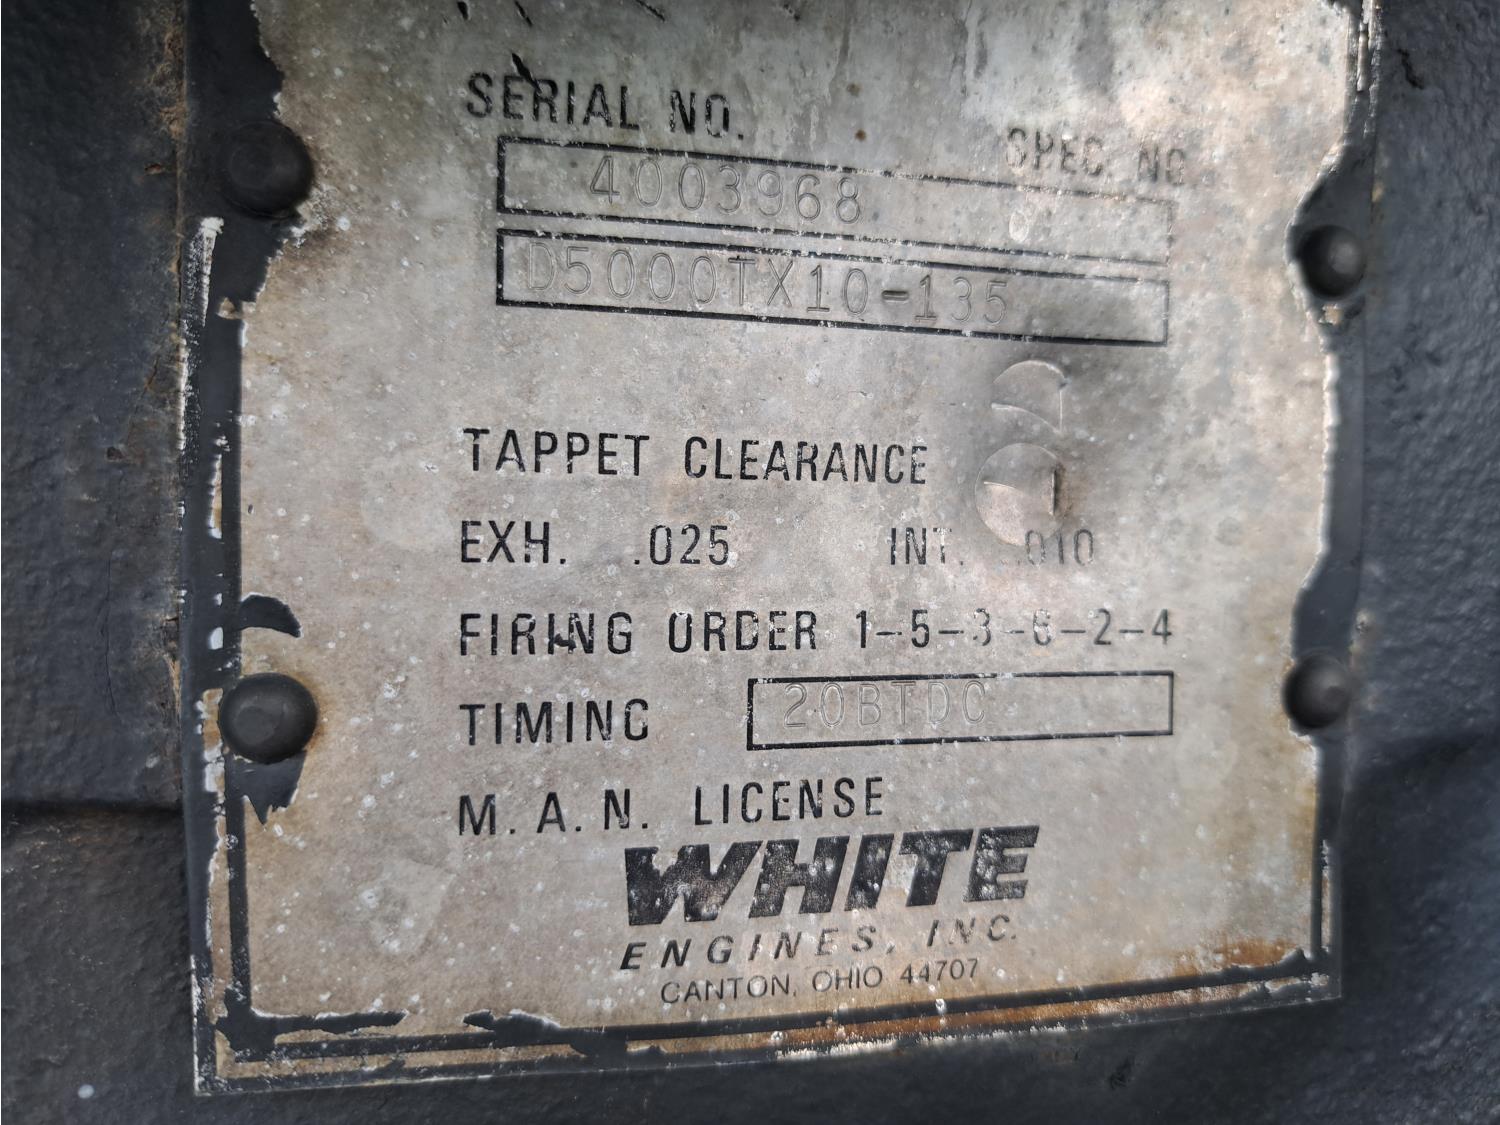 SERIAL NO. SPEC. NO.
4003968
D5000TX10-135
TAPPET CLEARANCE
EXH. .025 INT. .010
FIRING ORDER 1-5-3-6-2-4
TIMING 20BTDC
M.A.N. LICENSE
WHITE
ENGINES, INC.
CANTON, OHIO 44707